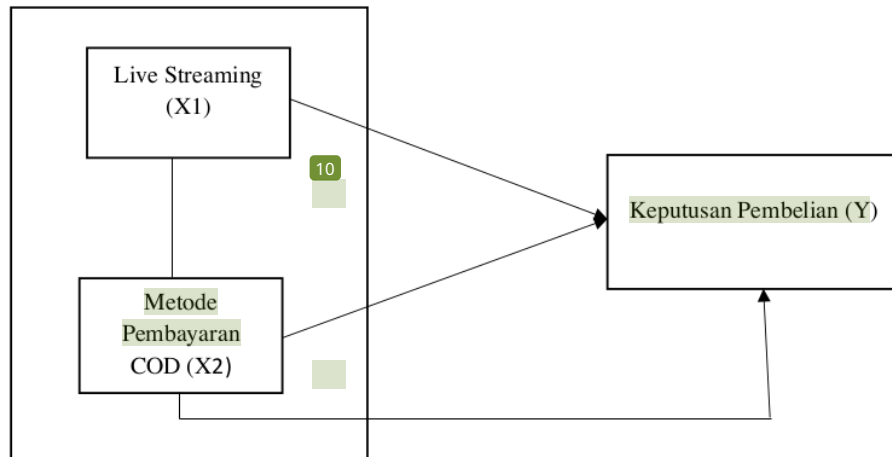 Live Streaming
(X1)
10
Keputusan Pembelian (Y)
Metode
Pembayaran
COD (X2)